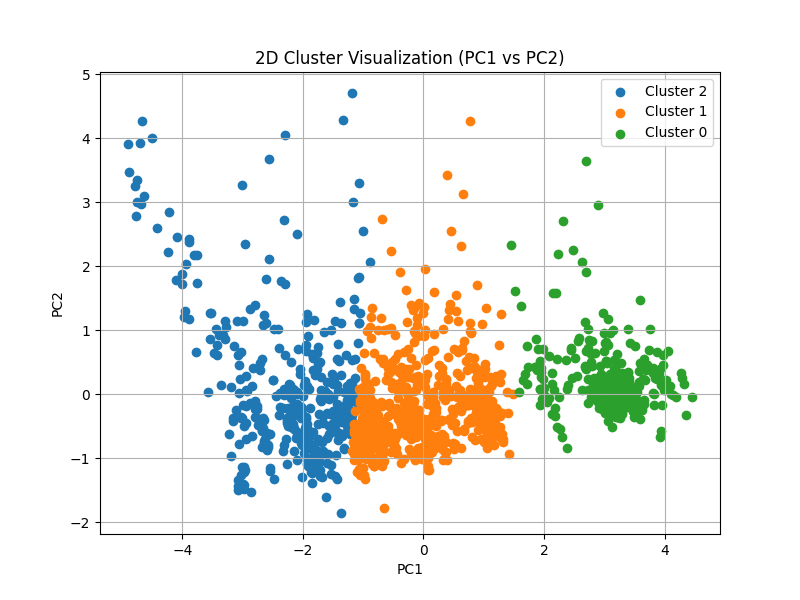 2D Cluster Visualization (PC1 vs PC2)
Cluster 2
Cluster 1
Cluster 0
5
4
3
2
1
0
−1
−2
PC2
−4
−2
0
2
4
PC1